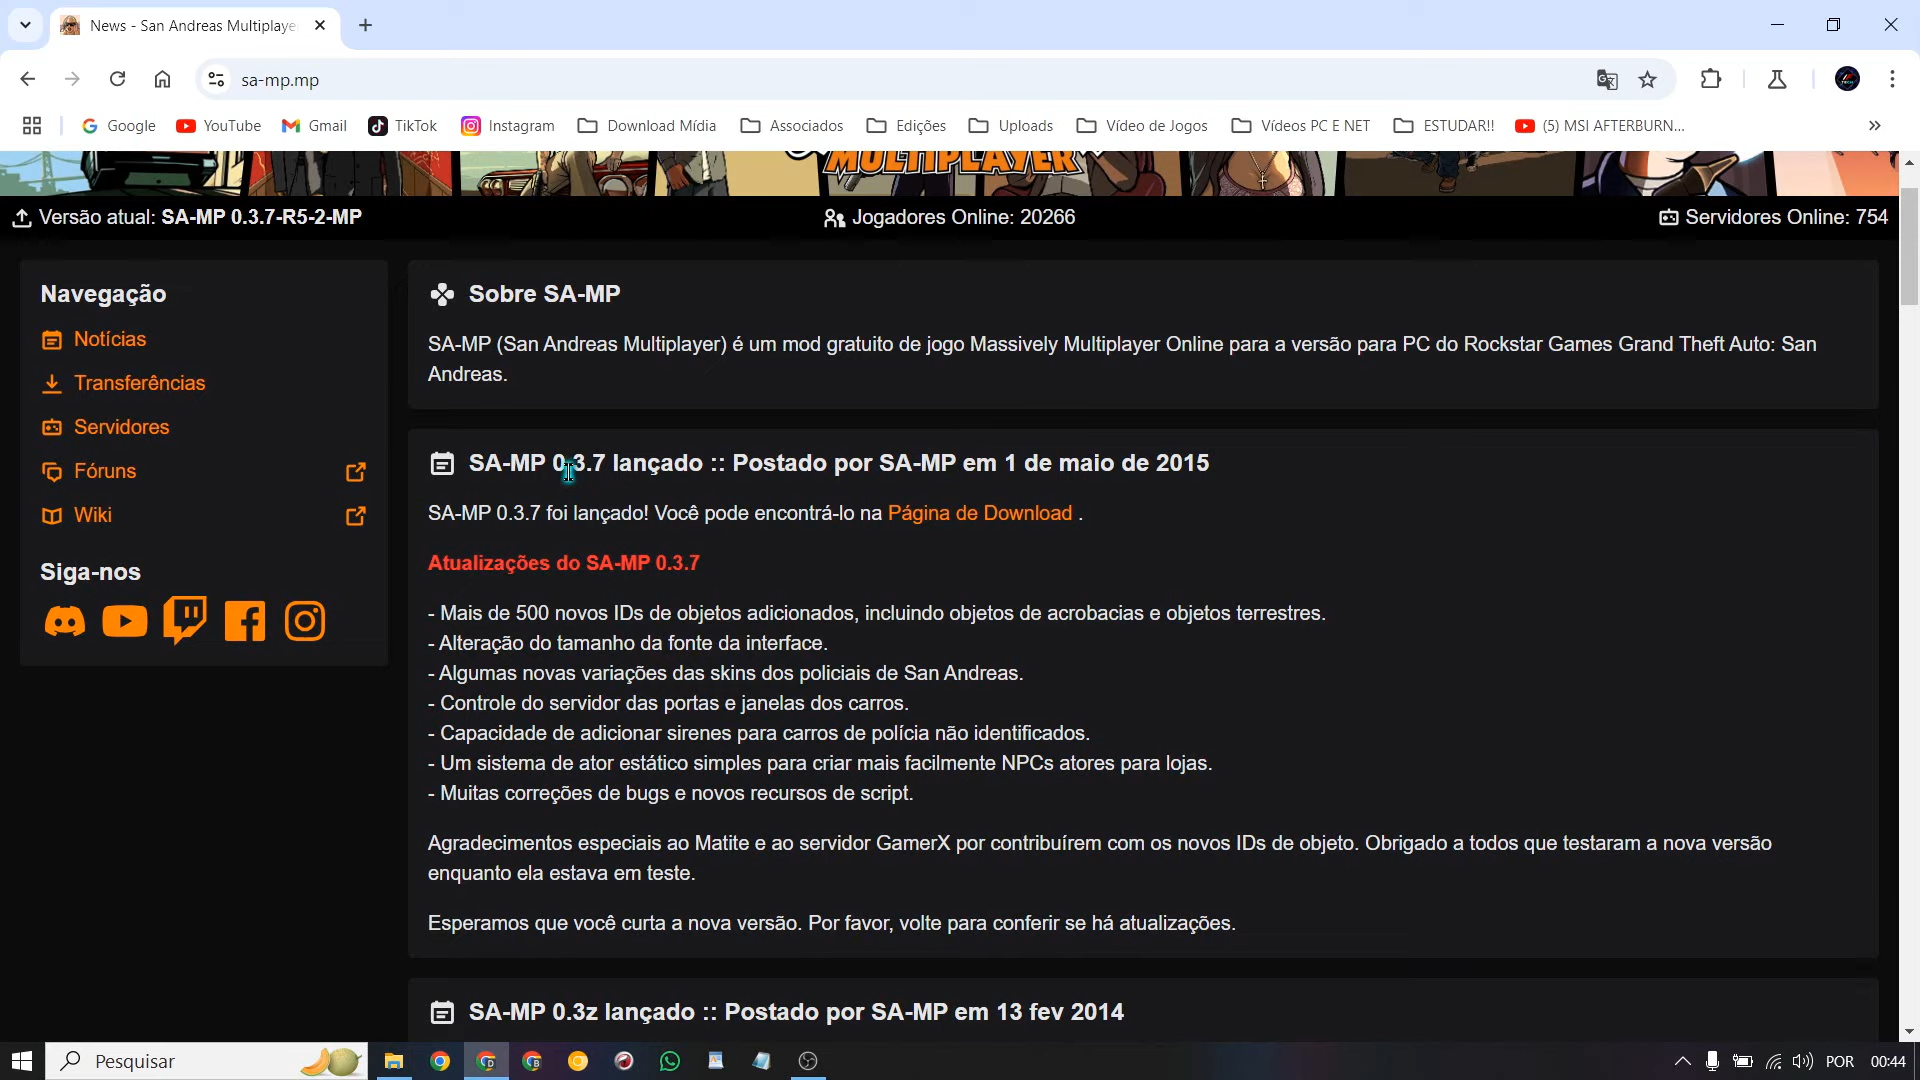 News - San Andreas Multiplaye
sa-mp.mp
Google
YouTube
Gmail
TikTok
Instagram
Download Mídia
Associados
Edições
Uploads
Vídeo de Jogos
Vídeos PC E NET
ESTUDAR!!
(5) MSI AFTERBURN...
MULTIPLAYER
Versão atual: SA-MP 0.3.7-R5-2-MP
Jogadores Online: 20266
Servidores Online: 754
Navegação
Notícias
Transferências
Servidores
Fóruns
Wiki
Siga-nos
Sobre SA-MP
SA-MP (San Andreas Multiplayer) é um mod gratuito de jogo Massively Multiplayer Online para a versão para PC do Rockstar Games Grand Theft Auto: San
Andreas.
SA-MP 0.3.7 lançado :: Postado por SA-MP em 1 de maio de 2015
SA-MP 0.3.7 foi lançado! Você pode encontrá-lo na Página de Download .
Atualizações do SA-MP 0.3.7
- Mais de 500 novos IDs de objetos adicionados, incluindo objetos de acrobacias e objetos terrestres.
- Alteração do tamanho da fonte da interface.
- Algumas novas variações das skins dos policiais de San Andreas.
- Controle do servidor das portas e janelas dos carros.
- Capacidade de adicionar sirenes para carros de polícia não identificados.
- Um sistema de ator estático simples para criar mais facilmente NPCs atores para lojas.
- Muitas correções de bugs e novos recursos de script.
Agradecimentos especiais ao Matite e ao servidor GamerX por contribuírem com os novos IDs de objeto. Obrigado a todos que testaram a nova versão
enquanto ela estava em teste.
Esperamos que você curta a nova versão. Por favor, volte para conferir se há atualizações.
SA-MP 0.3z lançado :: Postado por SA-MP em 13 fev 2014
Pesquisar
POR
00:44